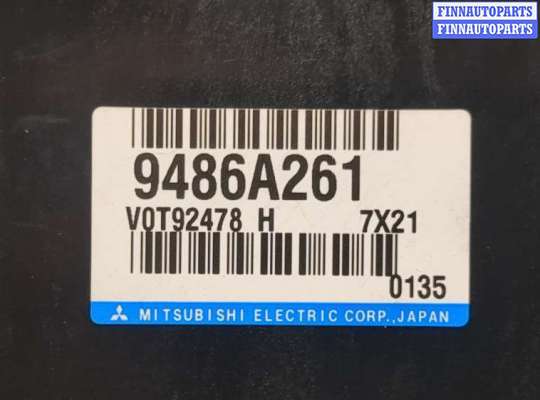 FINNAUTOPARTS
FINNAUTOPARTS
9486A261
V0T92478 H 7X21
0135
MITSUBISHI ELECTRIC CORP., JAPAN